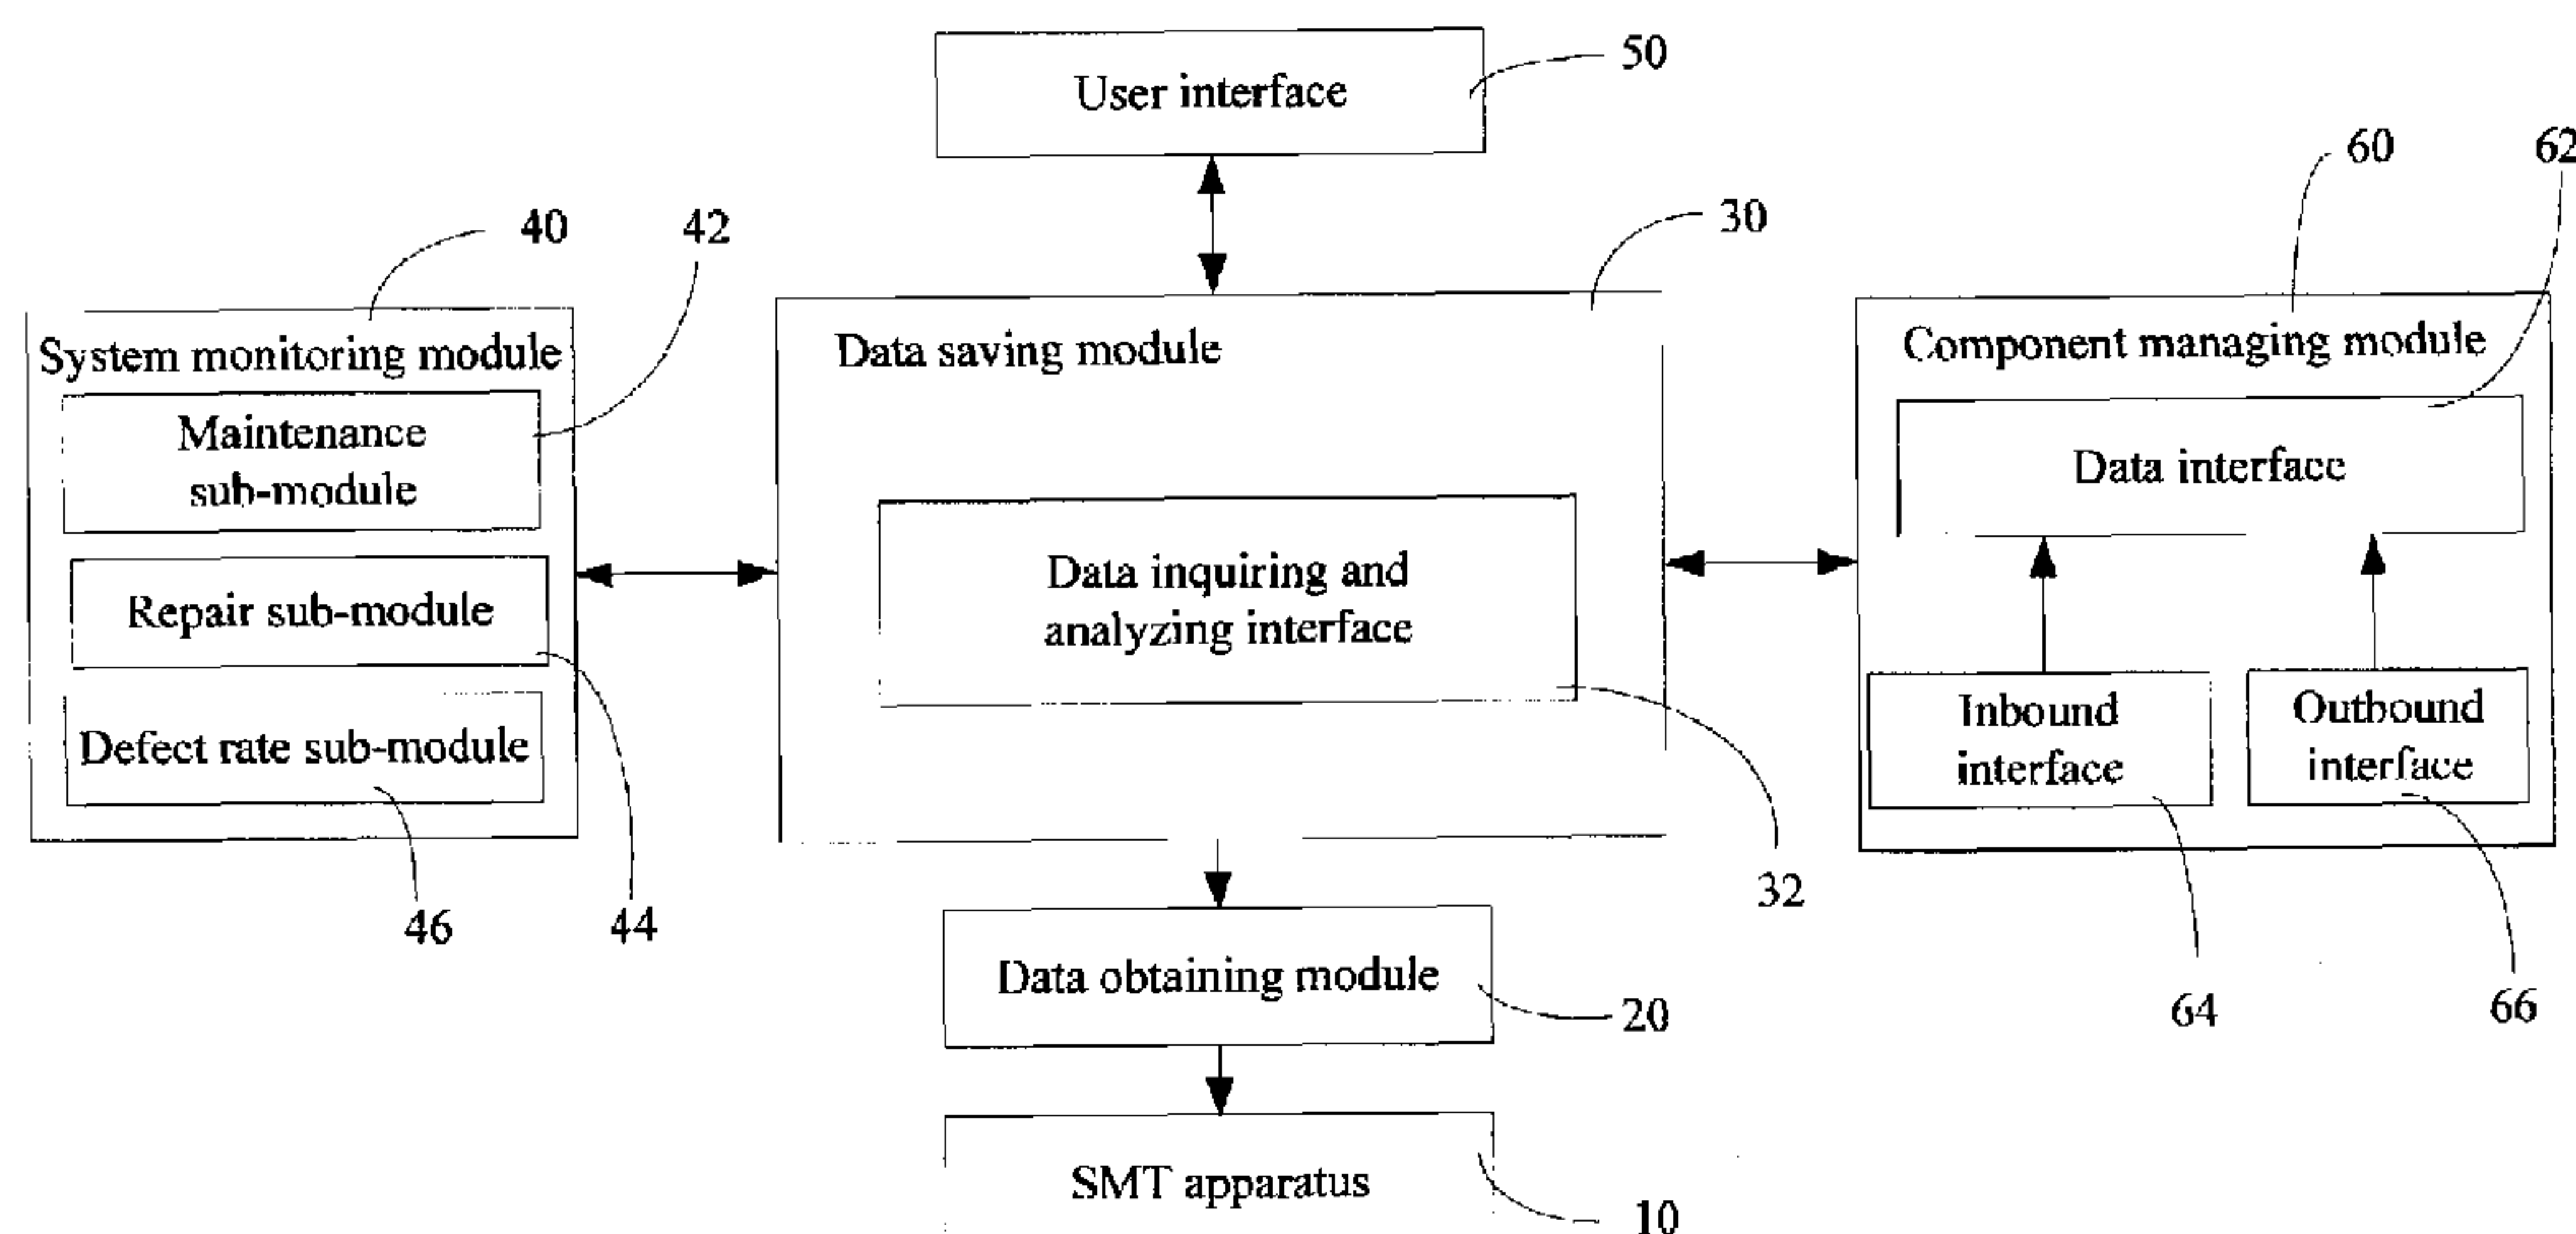 User interface
50
30
60
62
40
42
System monitoring module
Maintenance
sub-module
Repair sub-module
Defect rate sub-module
46
44
Data saving module
Data inquiring and
analyzing interface
32
Component managing module
Data interface
Inbound
interface
Outbound
interface
64
66
Data obtaining module
20
SMT apparatus
10